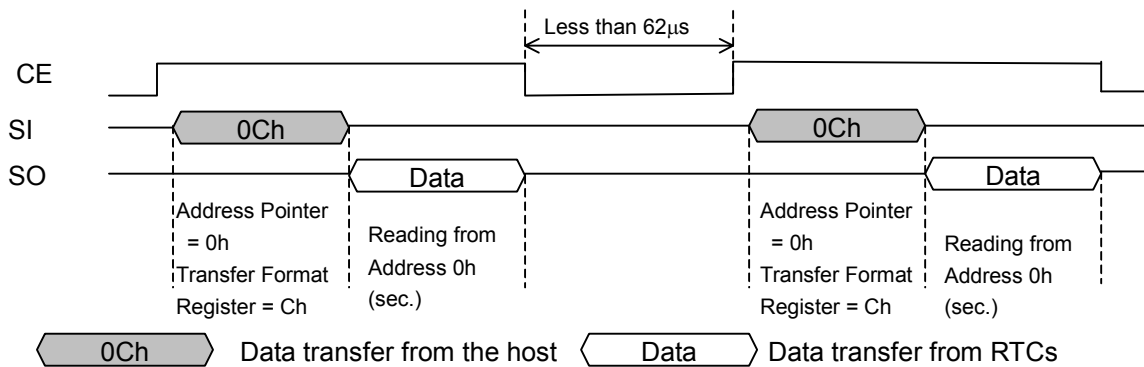 Less than 62μs
CE
SI
0Ch
0Ch
SO
Data
Data
Address Pointer
= 0h
Transfer Format
Register = Ch
Reading from
Address 0h
(sec.)
Address Pointer
= 0h
Transfer Format
Register = Ch
Reading from
Address 0h
(sec.)
0Ch Data transfer from the host Data Data transfer from RTCs